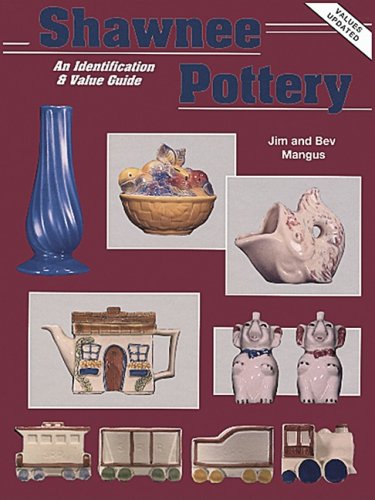 Shawnee
Pottery
An Identification
& Value Guide
VALUES
UPDATED
Jim and Bev
Mangus